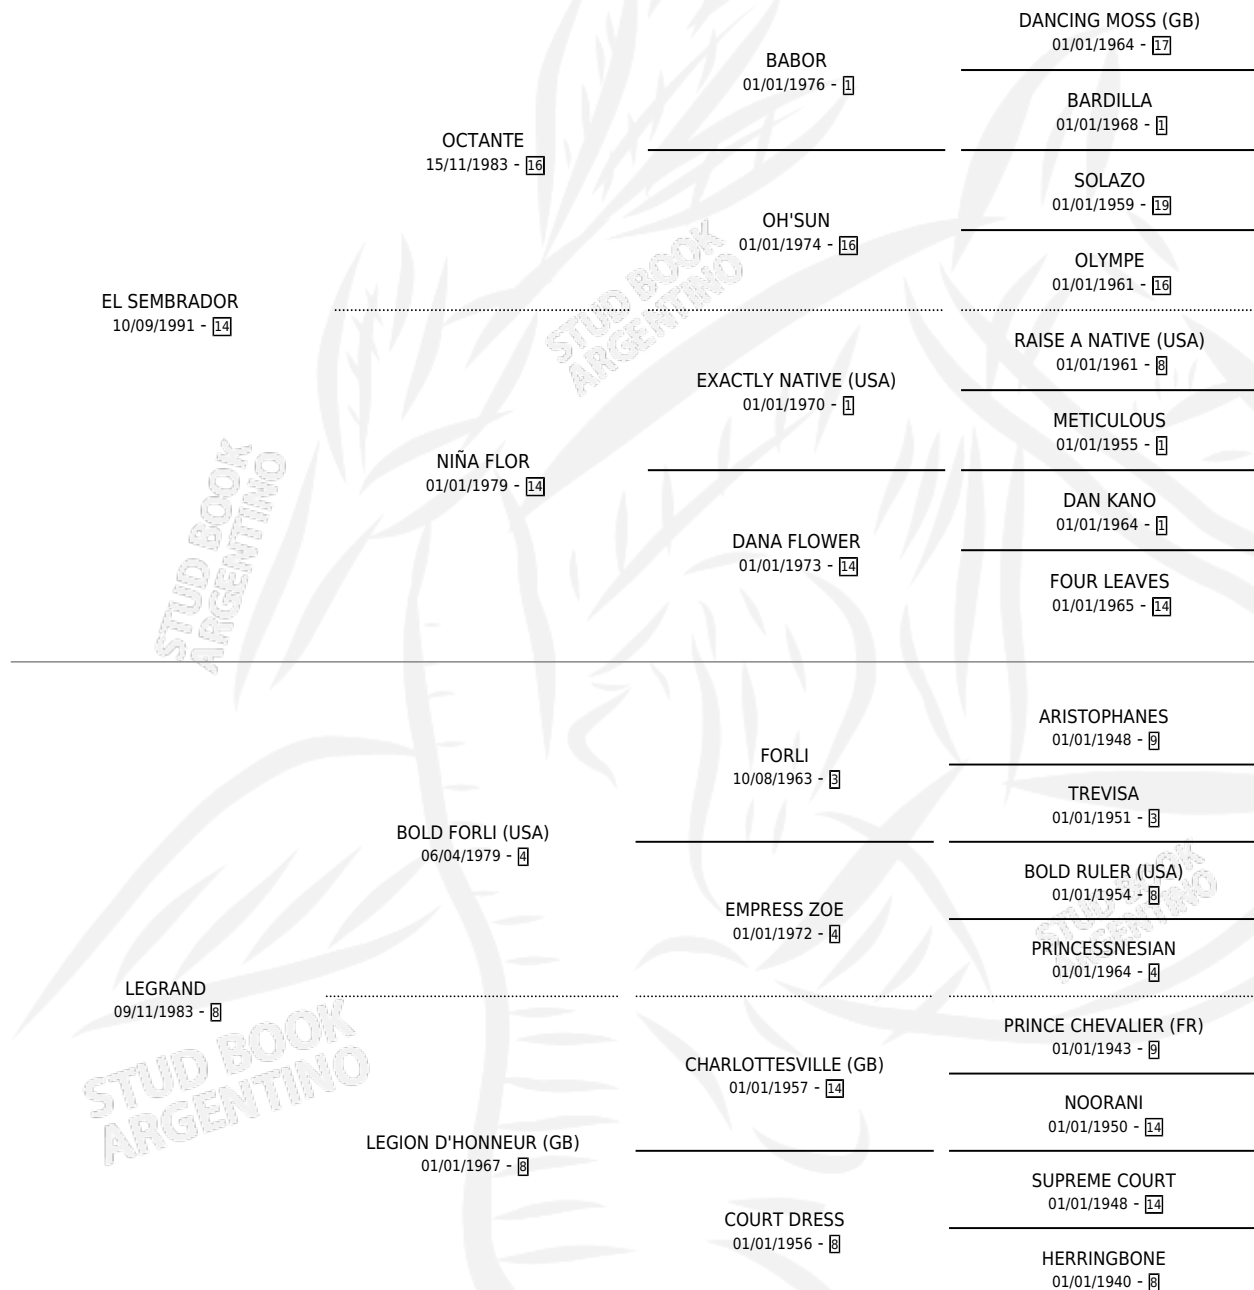 DANCING MOSS (GB)
01/01/1964 - 17
BABOR
01/01/1976 - 1
BARDILLA
01/01/1968 - 1
OCTANTE
15/11/1983 - 16
SOLAZO
01/01/1959 - 19
OH'SUN
01/01/1974 - 16
OLYMPE
01/01/1961 - 16
EL SEMBRADOR
10/09/1991 - 14
RAISE A NATIVE (USA)
01/01/1961 - 8
EXACTLY NATIVE (USA)
01/01/1970 - 1
METICULOUS
01/01/1955 - 1
NIÑA FLOR
01/01/1979 - 14
DAN KANO
01/01/1964 - 1
DANA FLOWER
01/01/1973 - 14
FOUR LEAVES
01/01/1965 - 14
ARISTOPHANES
01/01/1948 - 9
FORLI
10/08/1963 - 3
TREVISA
01/01/1951 - 3
BOLD FORLI (USA)
06/04/1979 - 4
BOLD RULER (USA)
01/01/1954 - 8
EMPRESS ZOE
01/01/1972 - 4
PRINCESSNESIAN
01/01/1964 - 4
LEGRAND
09/11/1983 - 8
PRINCE CHEVALIER (FR)
01/01/1943 - 9
CHARLOTTESVILLE (GB)
01/01/1957 - 14
NOORANI
01/01/1950 - 14
LEGION D'HONNEUR (GB)
01/01/1967 - 8
SUPREME COURT
01/01/1948 - 14
COURT DRESS
01/01/1956 - 8
HERRINGBONE
01/01/1940 - 8
STUD BOOK
ARGENTINO
STUD BOOK
ARGENTINO
STUD BOOK
ARGENTINO
STUD BOOK
ARGENTINO